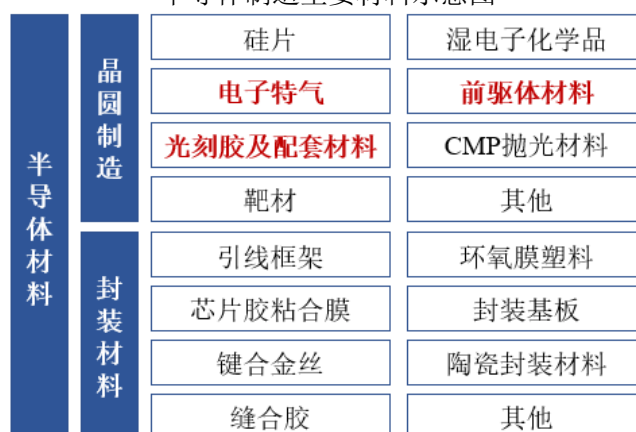 半导体材料
晶圆制造
硅片 湿电子化学品
电子特气 前驱体材料
光刻胶及配套材料 CMP抛光材料
靶材 其他
封装材料
引线框架 环氧膜塑料
芯片胶粘合膜 封装基板
键合金丝 陶瓷封装材料
缝合胶 其他